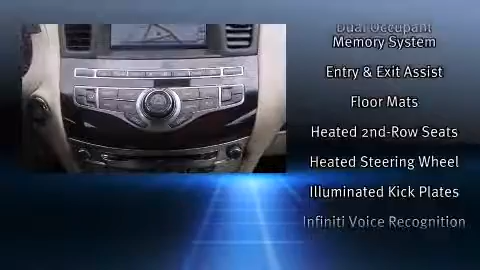 Dual Occupant
Memory System
Entry & Exit Assist
Floor Mats
Heated 2nd-Row Seats
Heated Steering Wheel
Illuminated Kick Plates
Infiniti Voice Recognition